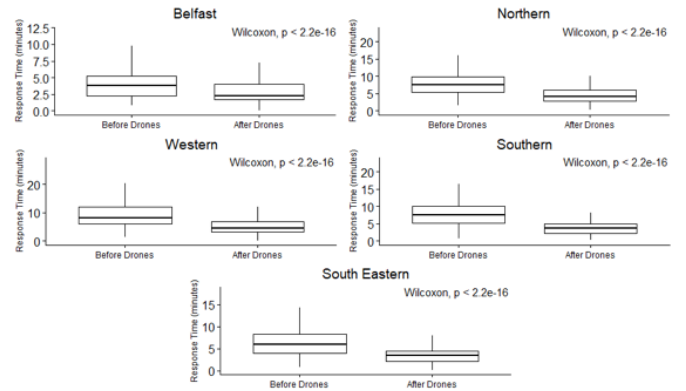 Belfast
Wilcoxon, p < 2.2e-16
Response Time (minutes)
12.5
10.0
7.5
5.0
2.5
0.0
Before Drones
After Drones
Northern
Wilcoxon, p < 2.2e-16
Response Time (minutes)
20
15
10
5
0
Before Drones
After Drones
Western
Wilcoxon, p < 2.2e-16
Response Time (minutes)
20
10
0
Before Drones
After Drones
Southern
Wilcoxon, p < 2.2e-16
Response Time (minutes)
20
15
10
5
0
Before Drones
After Drones
South Eastern
Wilcoxon, p < 2.2e-16
Response Time (minutes)
15
10
5
0
Before Drones
After Drones